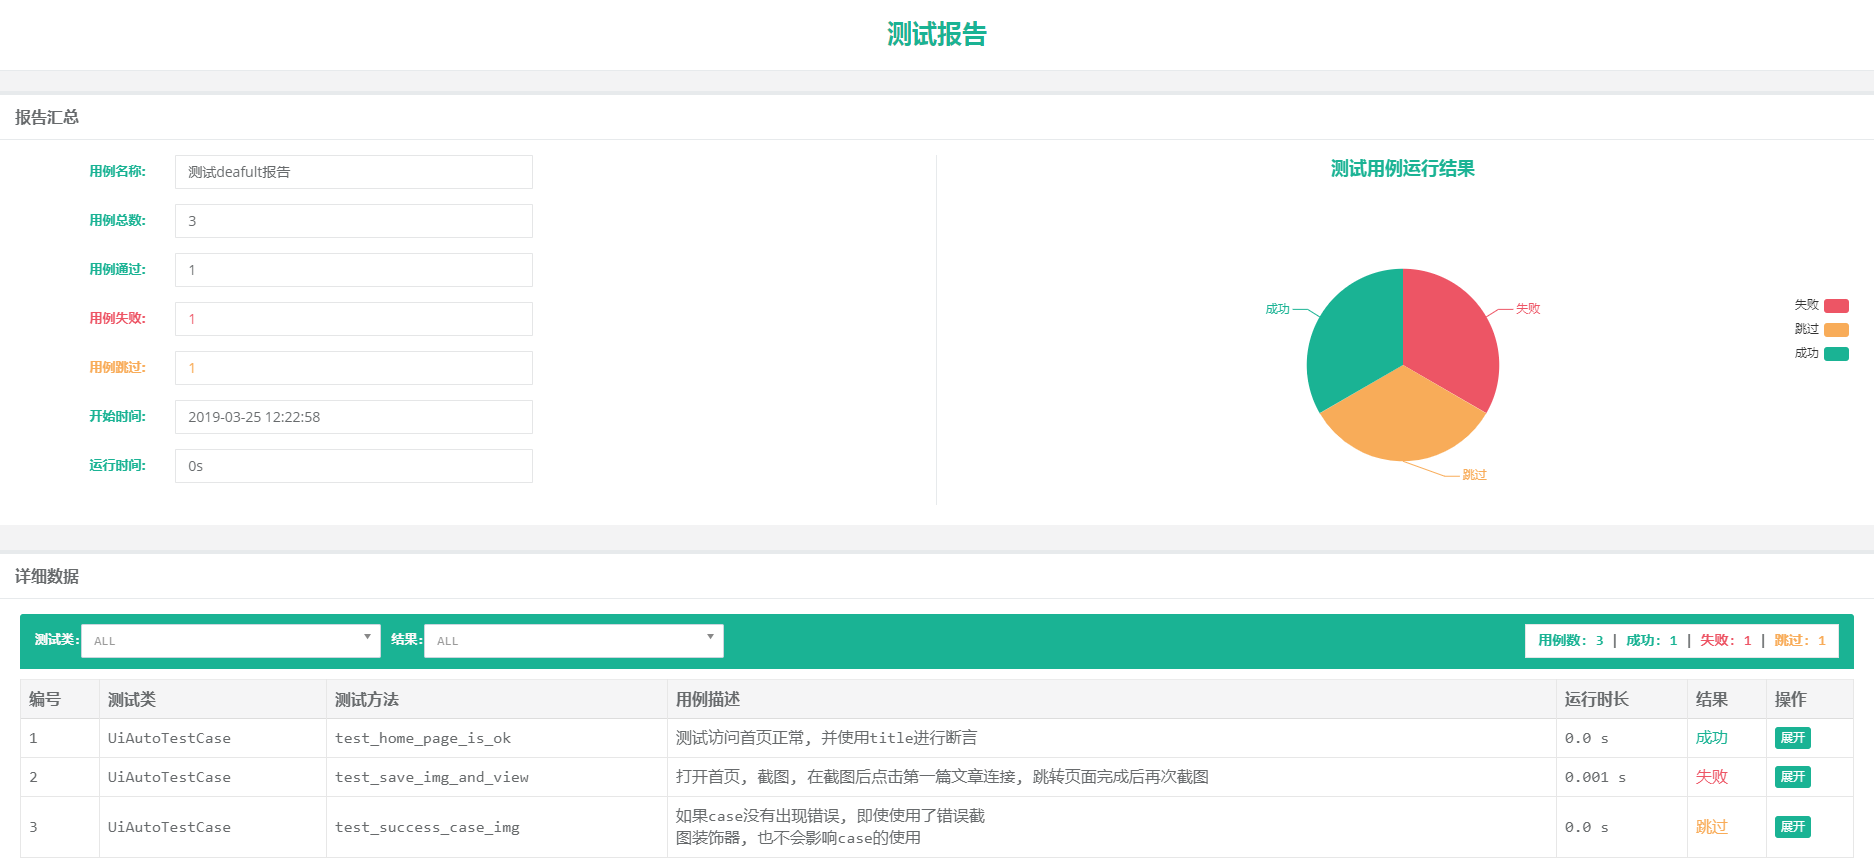 测试报告
报告汇总
用例名称: 测试deafult报告
用例总数: 3
用例通过: 1
用例失败: 1
用例跳过: 1
开始时间: 2019-03-25 12:22:58
运行时间: 0s
测试用例运行结果
成功
失败
跳过
失败
跳过
成功
详细数据
测试类: ALL 结果: ALL 用例数: 3 | 成功: 1 | 失败: 1 | 跳过: 1
编号 测试类 测试方法 用例描述 运行时长 结果 操作
1 UiAutoTestCase test_home_page_is_ok 测试访问首页正常, 并使用title进行断言 0.0 s 成功 展开
2 UiAutoTestCase test_save_img_and_view 打开首页, 截图, 在截图后点击第一篇文章连接, 跳转页面完成后再次截图 0.001 s 失败 展开
3 UiAutoTestCase test_success_case_img 如果case没有出现错误, 即使使用了错误截
图装饰器, 也不会影响case的使用 0.0 s 跳过 展开